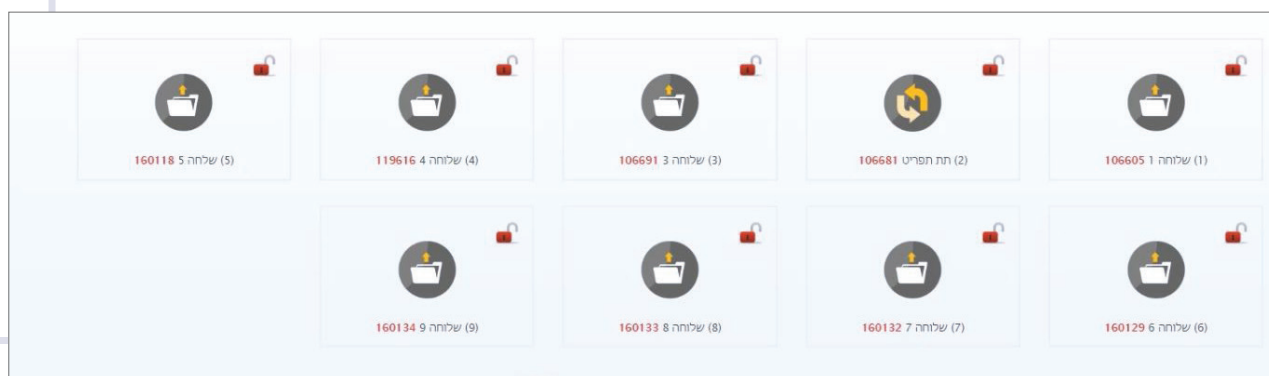 (1) שלוחה 1 106605
(2) תת תפריט 106681
(3) שלוחה 3 106691
(4) שלוחה 4 119616
(5) שלחה 5 160118
(6) שלוחה 6 160129
(7) שלוחה 7 160132
(8) שלוחה 8 160133
(9) שלוחה 9 160134